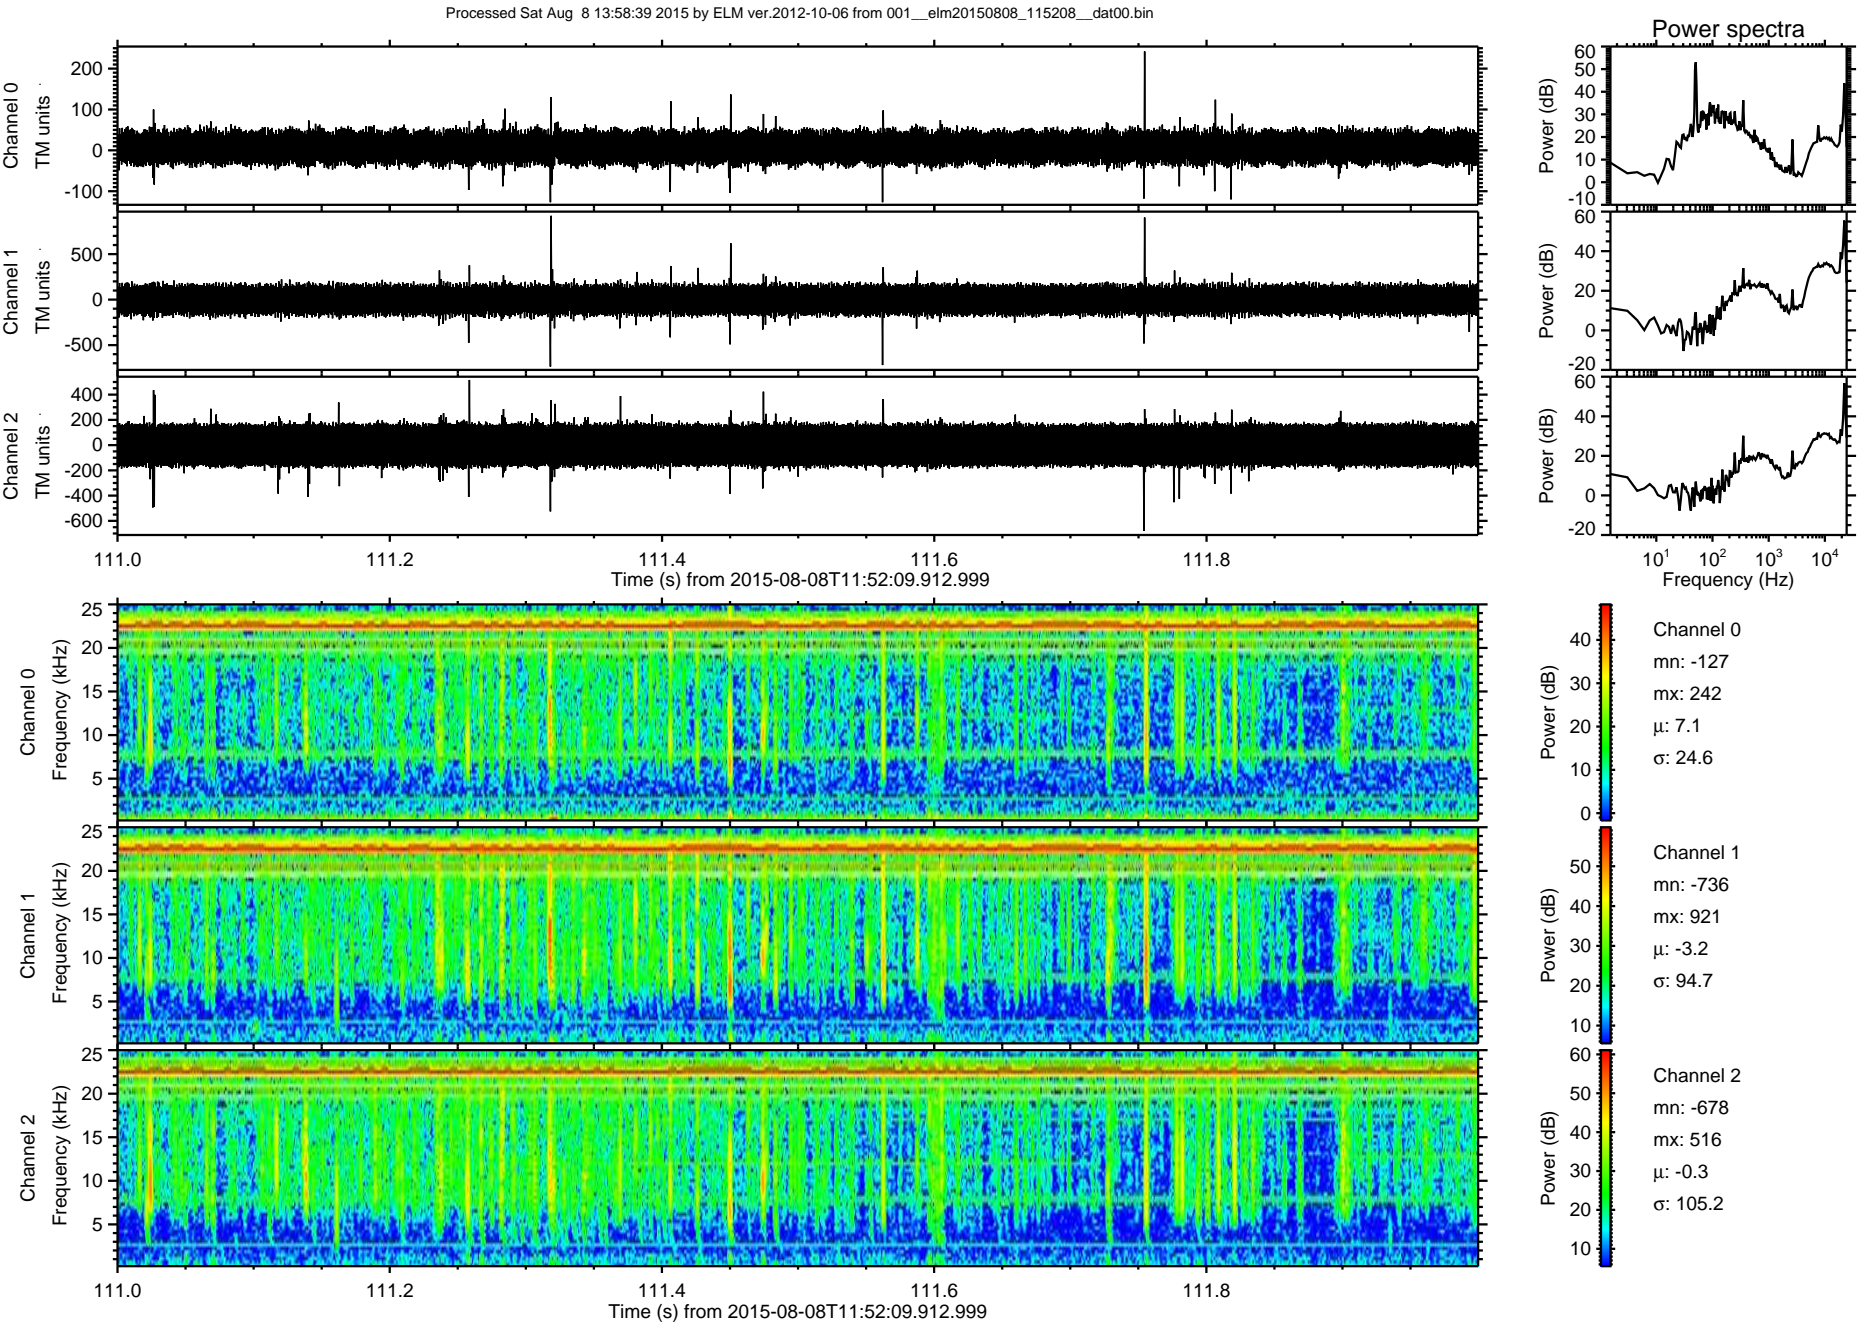 Processed Sat Aug 8 13:58:39 2015 by ELM ver.2012-10-06 from 001__elm20150808_115208__dat00.bin
Power spectra
Channel 0
TM units
200
100
0
-100
Power (dB)
60
50
40
30
20
10
0
-10
Channel 1
TM units
500
0
-500
Power (dB)
60
40
20
0
-20
Channel 2
TM units
400
200
0
-200
-400
-600
Power (dB)
60
40
20
0
-20
111.0 111.2 111.4 111.6 111.8
Time (s) from 2015-08-08T11:52:09.912.999
10¹ 10² 10³ 10⁴
Frequency (Hz)
Channel 0
Frequency (kHz)
25
20
15
10
5
Power (dB)
40
30
20
10
0
Channel 0
mn: -127
mx: 242
μ: 7.1
σ: 24.6
Channel 1
Frequency (kHz)
25
20
15
10
5
Power (dB)
50
40
30
20
10
Channel 1
mn: -736
mx: 921
μ: -3.2
σ: 94.7
Channel 2
Frequency (kHz)
25
20
15
10
5
Power (dB)
60
50
40
30
20
10
Channel 2
mn: -678
mx: 516
μ: -0.3
σ: 105.2
111.0 111.2 111.4 111.6 111.8
Time (s) from 2015-08-08T11:52:09.912.999